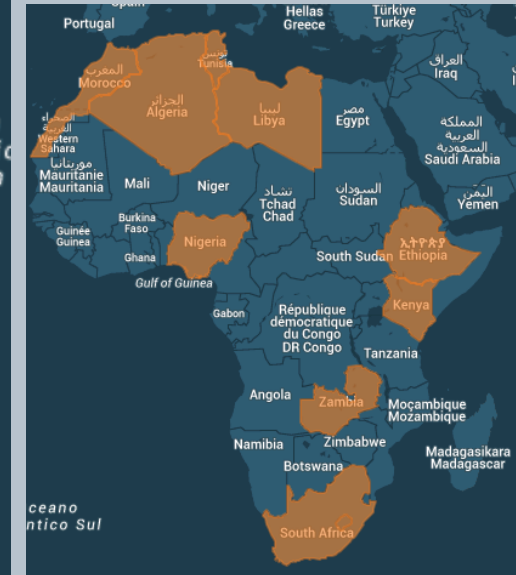 Portugal
Hellas
Greece
Türkiye
Turkey
المغرب
Morocco
تونس
Tunisia
العراق
Iraq
الجزائر
Algeria
ليبيا
Libya
مصر
Egypt
الصحراء
الغربية
Western
Sahara
المملكة
العربية
السعودية
Saudi Arabia
موريتانيا
Mauritanie
Mauritania
Mali
Niger
تشاد
Tchad
Chad
السودان
Sudan
اليَمَن
Yemen
Guinée
Guinea
Burkina
Faso
Ghana
Nigeria
South Sudan
ኢትዮጵያ
Ethiopia
Gulf of Guinea
Gabon
République
démocratique
du Congo
DR Congo
Kenya
Tanzania
Angola
Zambia
Moçambique
Mozambique
Namibia
Zimbabwe
Botswana
Madagasikara
Madagascar
South Africa
ceano
ntico Sul